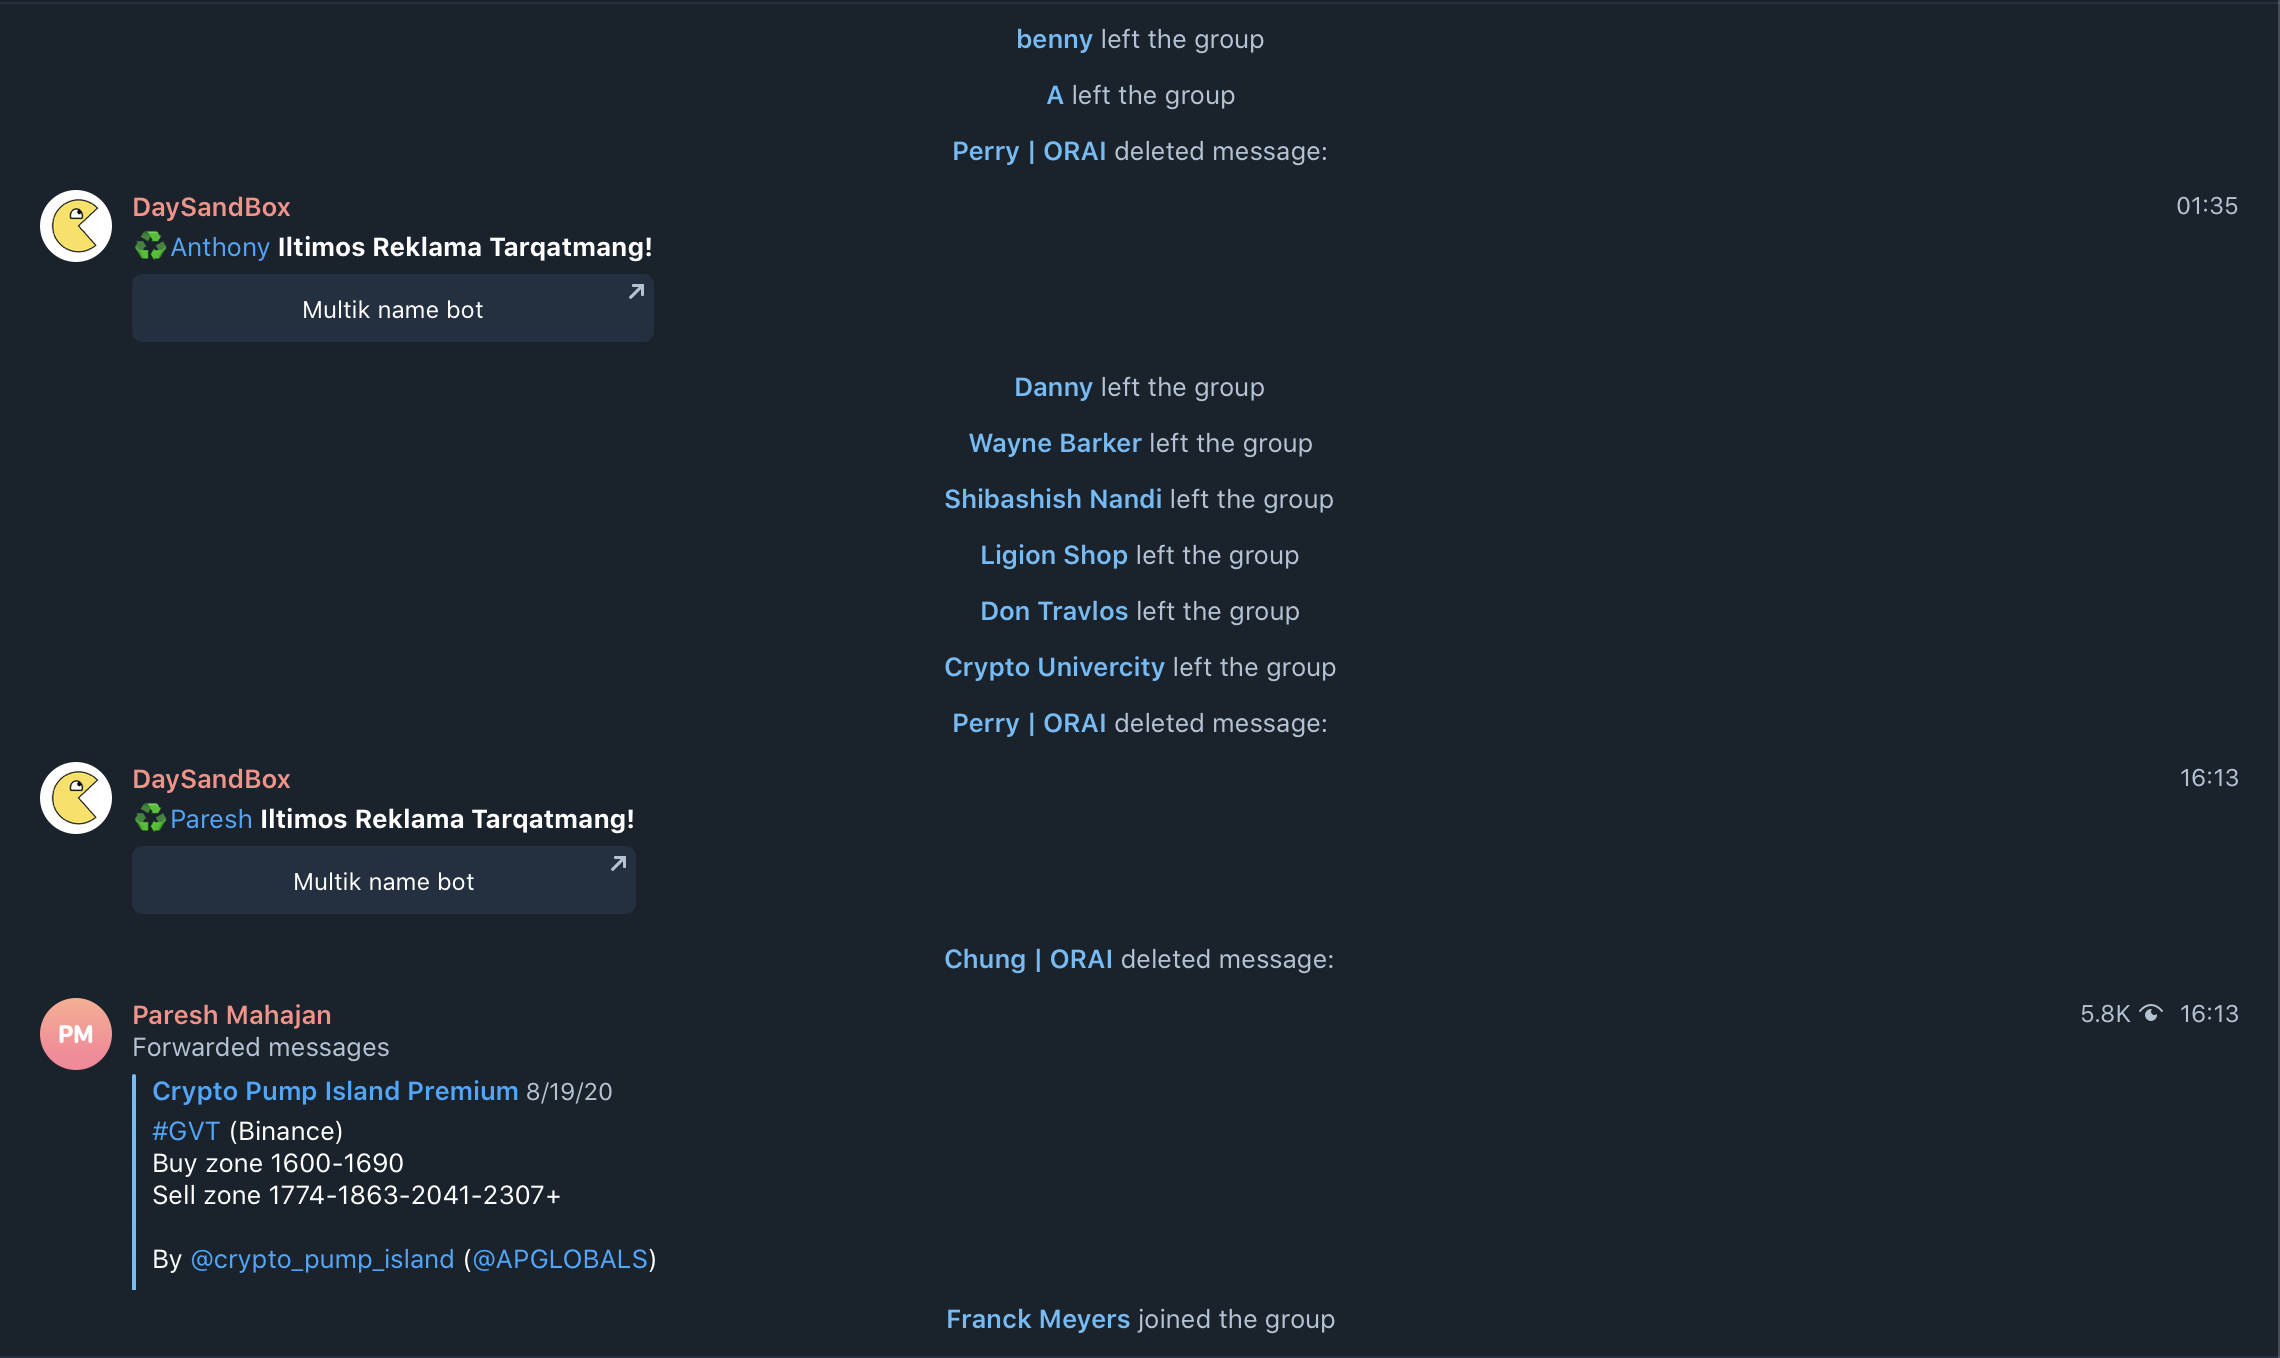 benny left the group
A left the group
Perry | ORAI deleted message:
DaySandBox 01:35
♻️Anthony Iltimos Reklama Tarqatmang!
Multik name bot
Danny left the group
Wayne Barker left the group
Shibashish Nandi left the group
Ligion Shop left the group
Don Travlos left the group
Crypto Univercity left the group
Perry | ORAI deleted message:
DaySandBox 16:13
♻️Paresh Iltimos Reklama Tarqatmang!
Multik name bot
Chung | ORAI deleted message:
PM
Paresh Mahajan 5.8K 16:13
Forwarded messages
Crypto Pump Island Premium 8/19/20
#GVT (Binance)
Buy zone 1600-1690
Sell zone 1774-1863-2041-2307+
By @crypto_pump_island (@APGLOBALS)
Franck Meyers joined the group